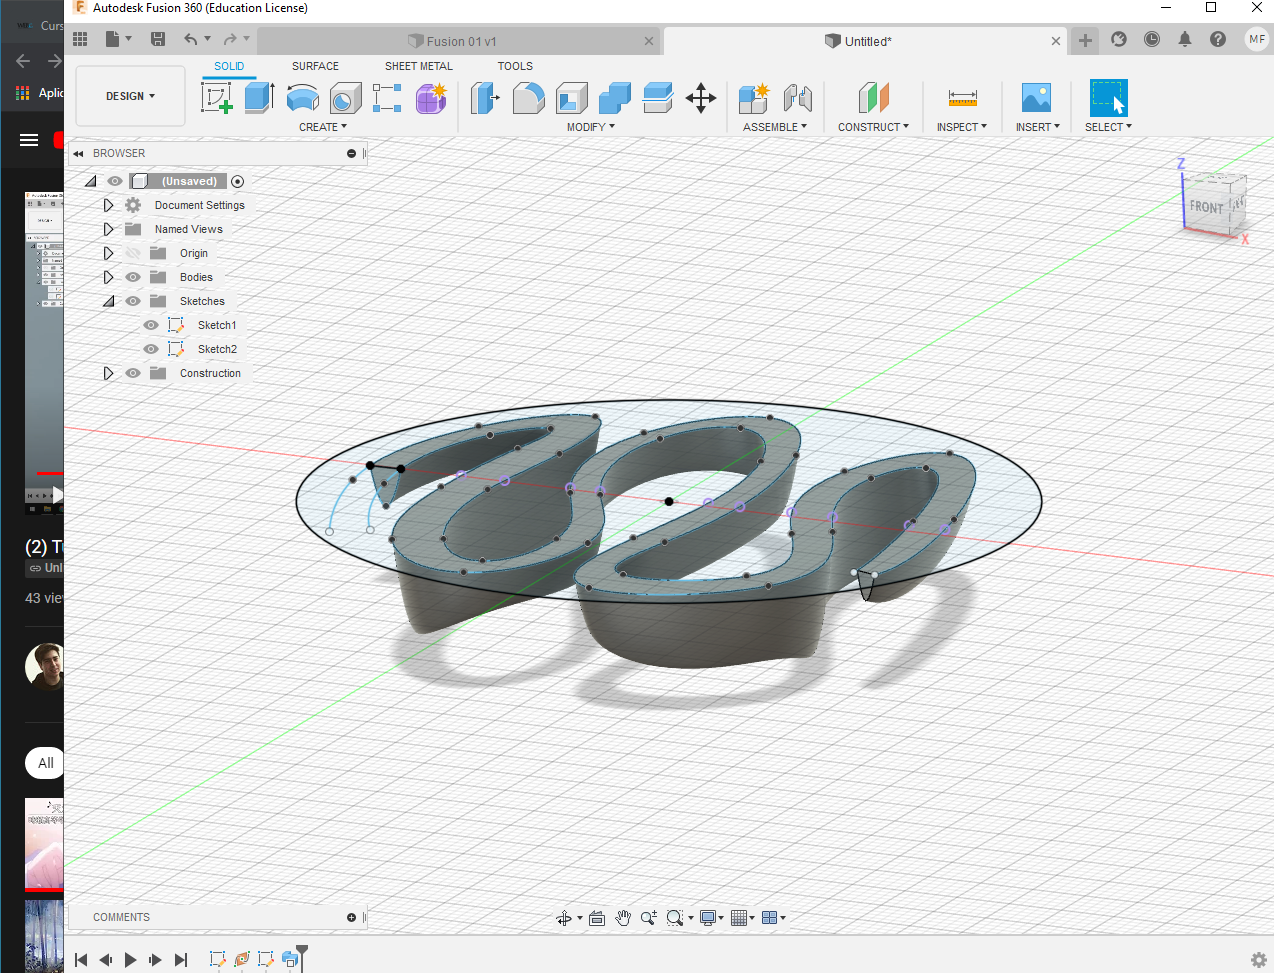 Autodesk Fusion 360 (Education License)
Curs
Fusion 01 v1
Untitled*
MF
SOLID
SURFACE
SHEET METAL
TOOLS
Aplic
DESIGN
CREATE
MODIFY
ASSEMBLE
CONSTRUCT
INSPECT
INSERT
SELECT
BROWSER
(Unsaved)
Document Settings
Named Views
Origin
Bodies
Sketches
Sketch1
Sketch2
Construction
Z
FRONT
X
(2) T
Unl
43 vie
All
COMMENTS